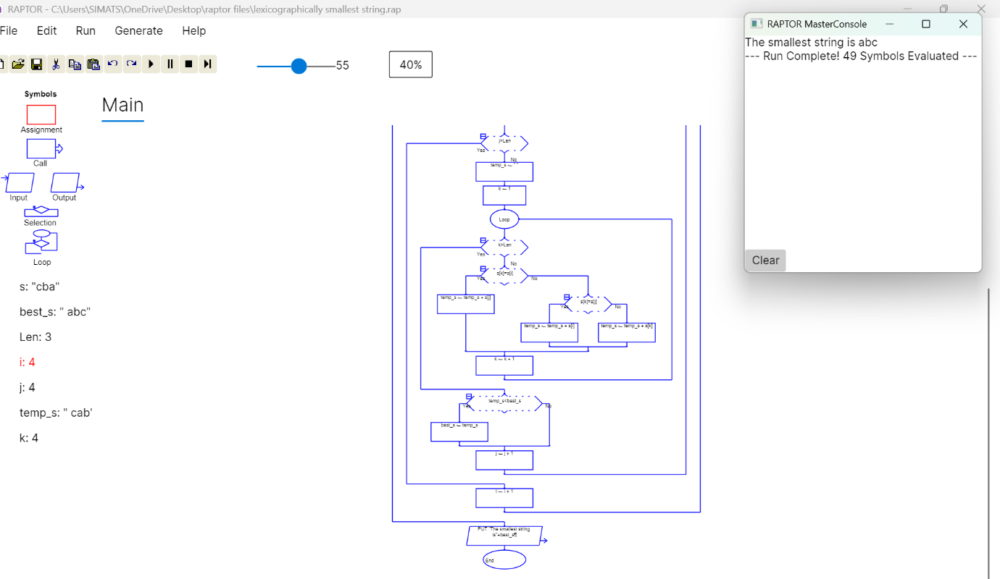 RAPTOR - C:\Users\SIMATS\OneDrive\Desktop\raptor files\lexicographically smallest string.rap
File Edit Run Generate Help
55
40%
Symbols
Assignment
Call
Input Output
Selection
Loop
s: "cba"
best_s: " abc"
Len: 3
i: 4
j: 4
temp_s: " cab'
k: 4
Main
j>Len
Yes
No
temp_s ← " "
k ← 1
Loop
k>Len
Yes
No
s[k]=s[i]
Yes No
temp_s ← temp_s + s[j]
s[k]=s[j]
Yes No
temp_s ← temp_s + s[i] temp_s ← temp_s + s[k]
k ← k + 1
temp_s<best_s
Yes No
best_s ← temp_s
j ← j + 1
i ← i + 1
PUT "The smallest string
is"+best_s¶
End
RAPTOR MasterConsole
The smallest string is abc
--- Run Complete! 49 Symbols Evaluated ---
Clear